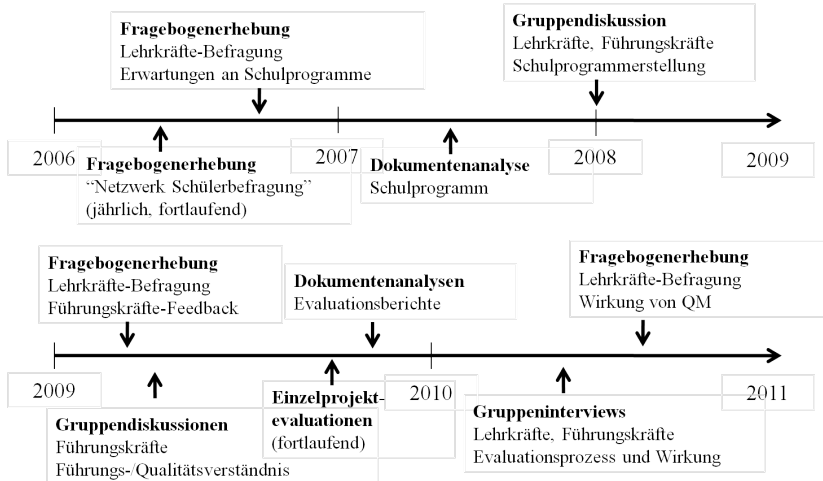 Fragebogenerhebung
Lehrkräfte-Befragung
Erwartungen an Schulprogramme
Gruppendiskussion
Lehrkräfte, Führungskräfte
Schulprogrammerstellung
2006
2007
2008
2009
Fragebogenerhebung
“Netzwerk Schülerbefragung”
(jährlich, fortlaufend)
Dokumentenanalyse
Schulprogramm
Fragebogenerhebung
Lehrkräfte-Befragung
Führungskräfte-Feedback
Dokumentenanalysen
Evaluationsberichte
Fragebogenerhebung
Lehrkräfte-Befragung
Wirkung von QM
2009
2010
2011
Gruppendiskussionen
Führungskräfte
Führungs-/Qualitätsverständnis
Einzelprojekt-
evaluationen
(fortlaufend)
Gruppeninterviews
Lehrkräfte, Führungskräfte
Evaluationsprozess und Wirkung